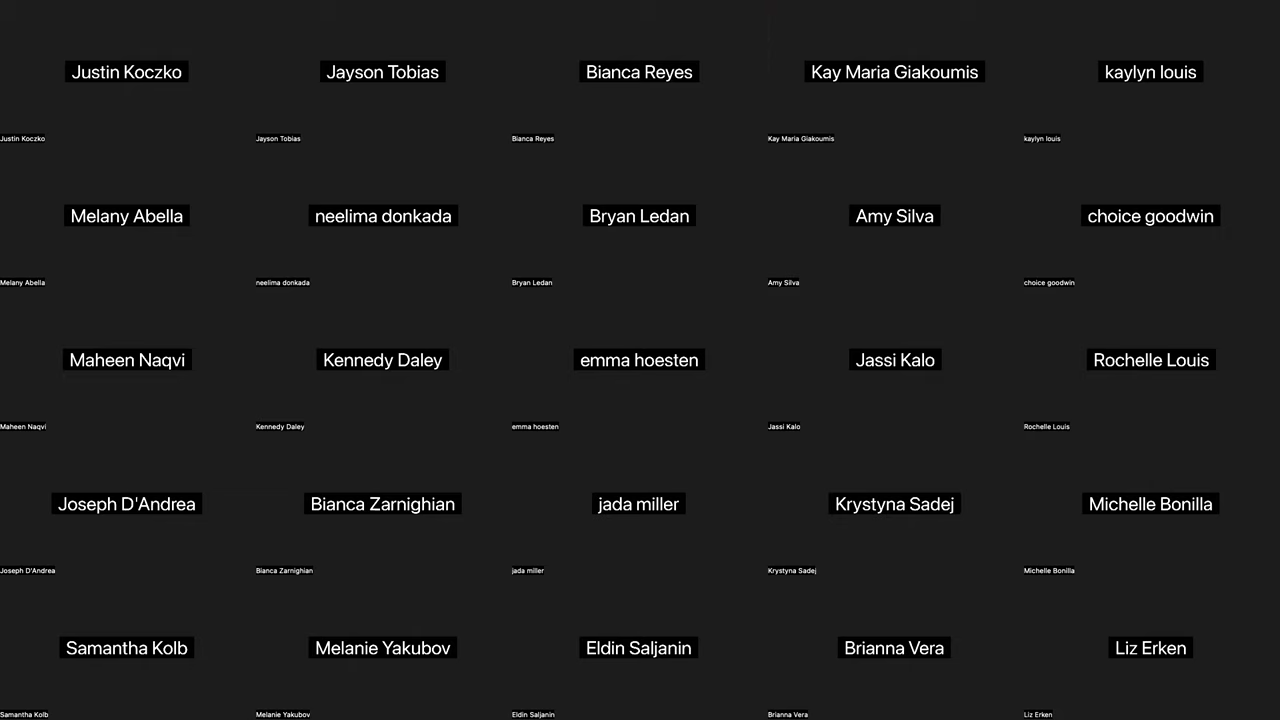 Justin Koczko Jayson Tobias Bianca Reyes Kay Maria Giakoumis kaylyn louis
Justin Koczko Jayson Tobias Bianca Reyes Kay Maria Giakoumis kaylyn louis
Melany Abella neelima donkada Bryan Ledan Amy Silva choice goodwin
Melany Abella neelima donkada Bryan Ledan Amy Silva choice goodwin
Maheen Naqvi Kennedy Daley emma hoesten Jassi Kalo Rochelle Louis
Maheen Naqvi Kennedy Daley emma hoesten Jassi Kalo Rochelle Louis
Joseph D'Andrea Bianca Zarnighian jada miller Krystyna Sadej Michelle Bonilla
Joseph D'Andrea Bianca Zarnighian jada miller Krystyna Sadej Michelle Bonilla
Samantha Kolb Melanie Yakubov Eldin Saljanin Brianna Vera Liz Erken
Samantha Kolb Melanie Yakubov Eldin Saljanin Brianna Vera Liz Erken